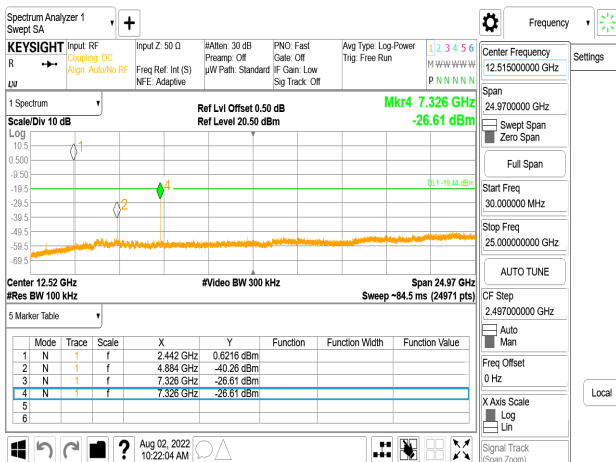 Spectrum Analyzer 1
Swept SA
Frequency
KEYSIGHT
R
LXI
Input: RF
Coupling: DC
Align: Auto/No RF
Input Z: 50 Ω
Freq Ref: Int (S)
NFE: Adaptive
#Atten: 30 dB
Preamp: Off
µW Path: Standard
PNO: Fast
Gate: Off
IF Gain: Low
Sig Track: Off
Avg Type: Log-Power
Trig: Free Run
1 2 3 4 5 6
M W W W W W
P N N N N N
1 Spectrum
Scale/Div 10 dB
Log
Ref Lvl Offset 0.50 dB
Ref Level 20.50 dBm
Mkr4 7.326 GHz
-26.61 dBm
10.5
0.500
-9.50
-19.5
-29.5
-39.5
-49.5
-59.5
-69.5
1
2
4
DL1 -19.44 dBm
Center 12.52 GHz
#Res BW 100 kHz
#Video BW 300 kHz
Span 24.97 GHz
Sweep ~84.5 ms (24971 pts)
5 Marker Table
Mode Trace Scale X Y Function Function Width Function Value
1 N 1 f 2.442 GHz 0.6216 dBm
2 N 1 f 4.884 GHz -40.26 dBm
3 N 1 f 7.326 GHz -26.61 dBm
4 N 1 f 7.326 GHz -26.61 dBm
5
6
?
Aug 02, 2022
10:22:04 AM
Center Frequency
12.515000000 GHz
Span
24.9700000 GHz
Swept Span
Zero Span
Full Span
Start Freq
30.000000 MHz
Stop Freq
25.000000000 GHz
AUTO TUNE
CF Step
2.497000000 GHz
Auto
Man
Freq Offset
0 Hz
X Axis Scale
Log
Lin
Signal Track
(Span Zoom)
Settings
Local